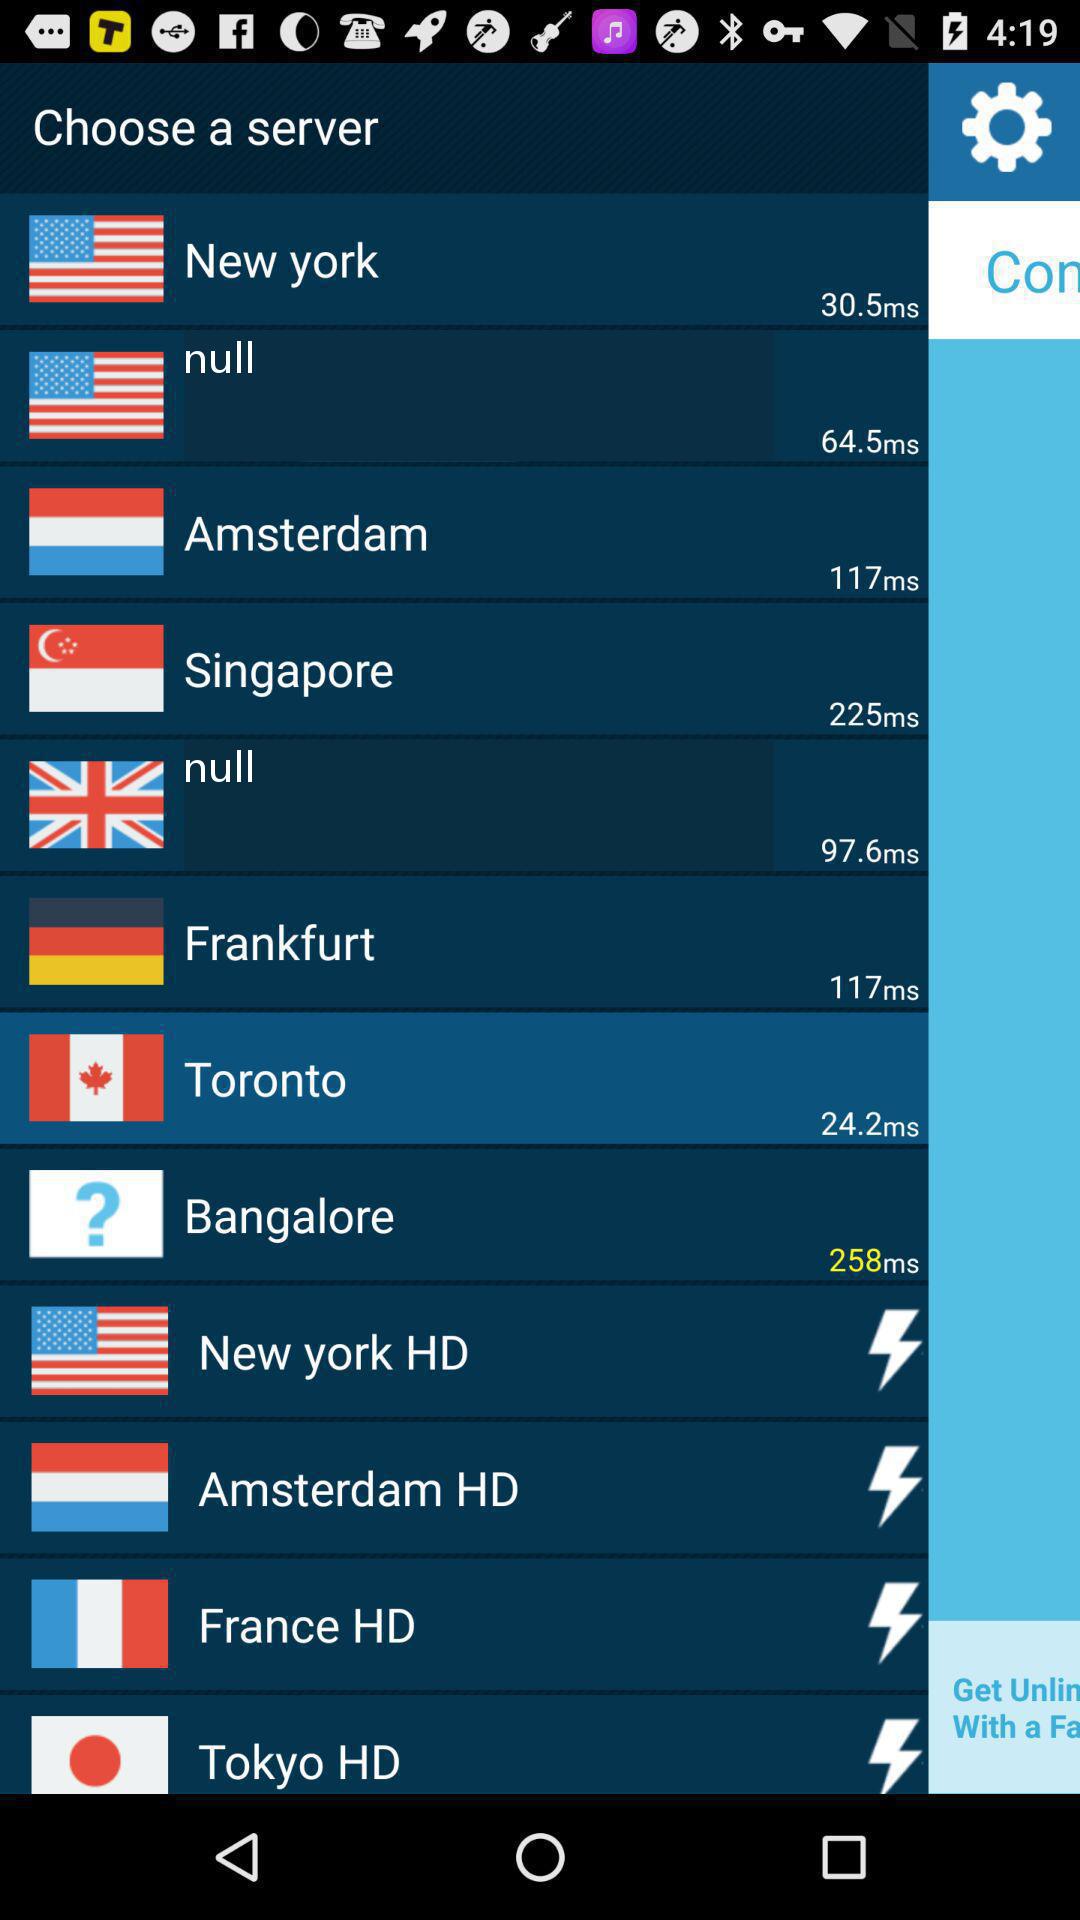 4:19
Choose a server
New york
30.5ms
Con
null
64.5ms
Amsterdam
117ms
Singapore
225ms
null
97.6ms
Frankfurt
117ms
Toronto
24.2ms
?
Bangalore
258ms
New york HD
Amsterdam HD
France HD
Get Unlim
With a Fa
Tokyo HD